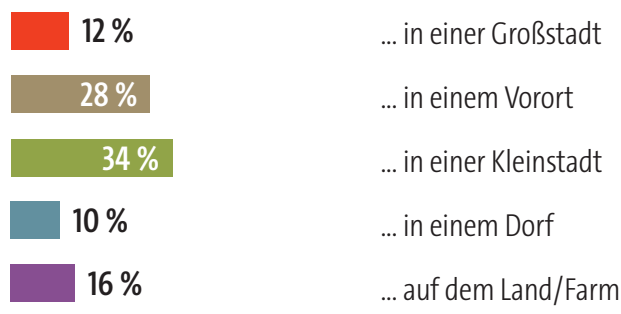 12 % ... in einer Großstadt
28 % ... in einem Vorort
34 % ... in einer Kleinstadt
10 % ... in einem Dorf
16 % ... auf dem Land/Farm